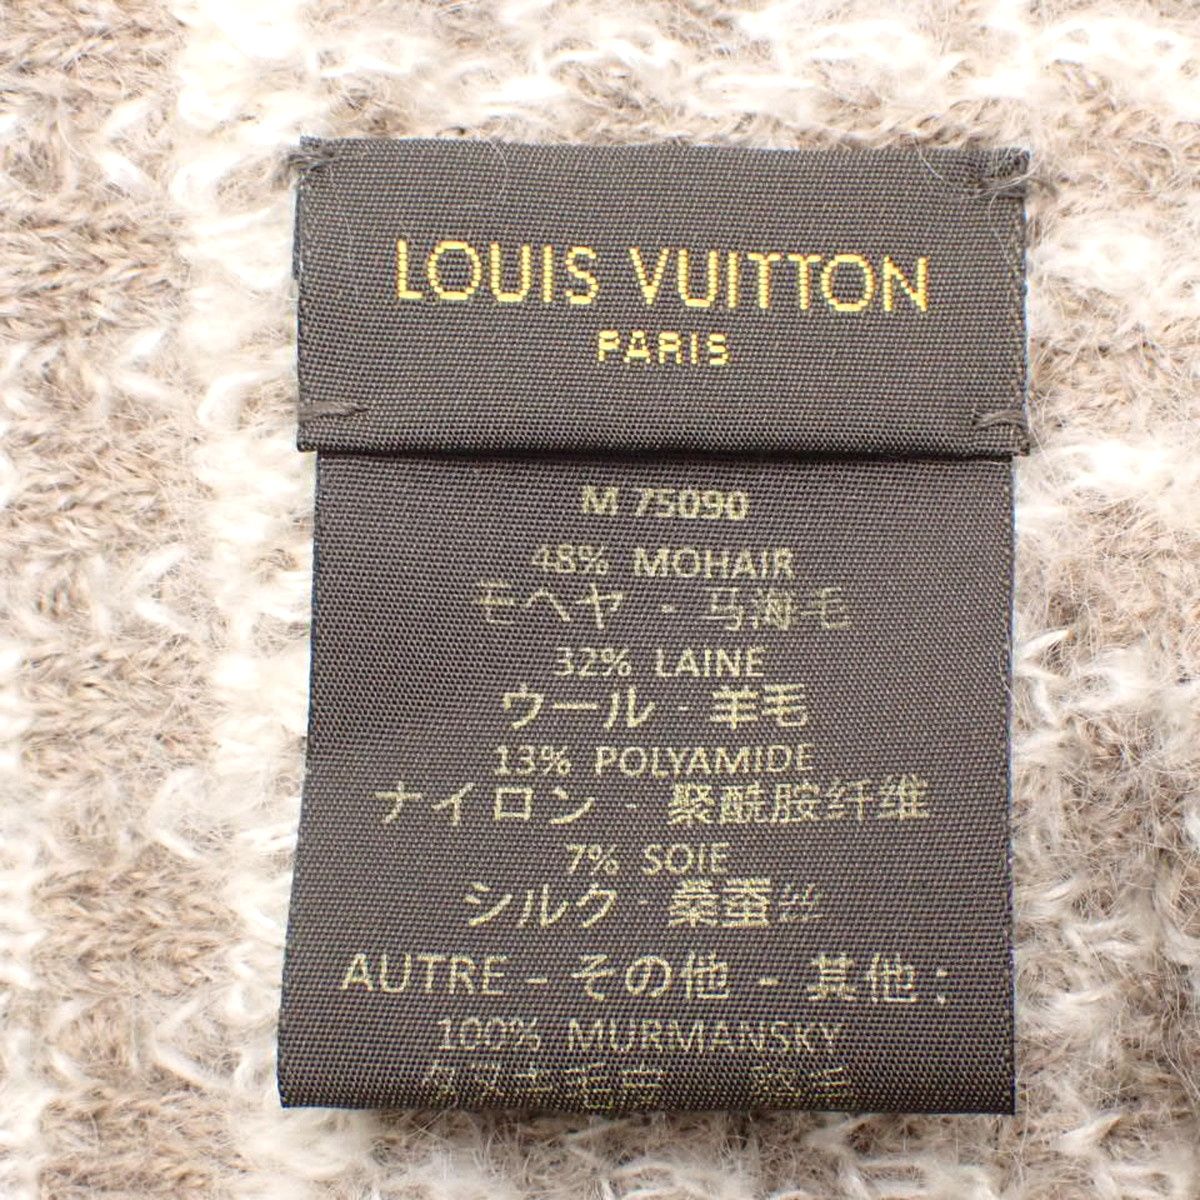 LOUIS VUITTON
PARIS
M 75090
48% MOHAIR
モヘヤ · 马海毛
32% LAINE
ウール · 羊毛
13% POLYAMIDE
ナイロン · 聚酰胺纤维
7% SOIE
シルク · 桑蚕丝
AUTRE - その他 - 其他 :
100% MURMANSKY